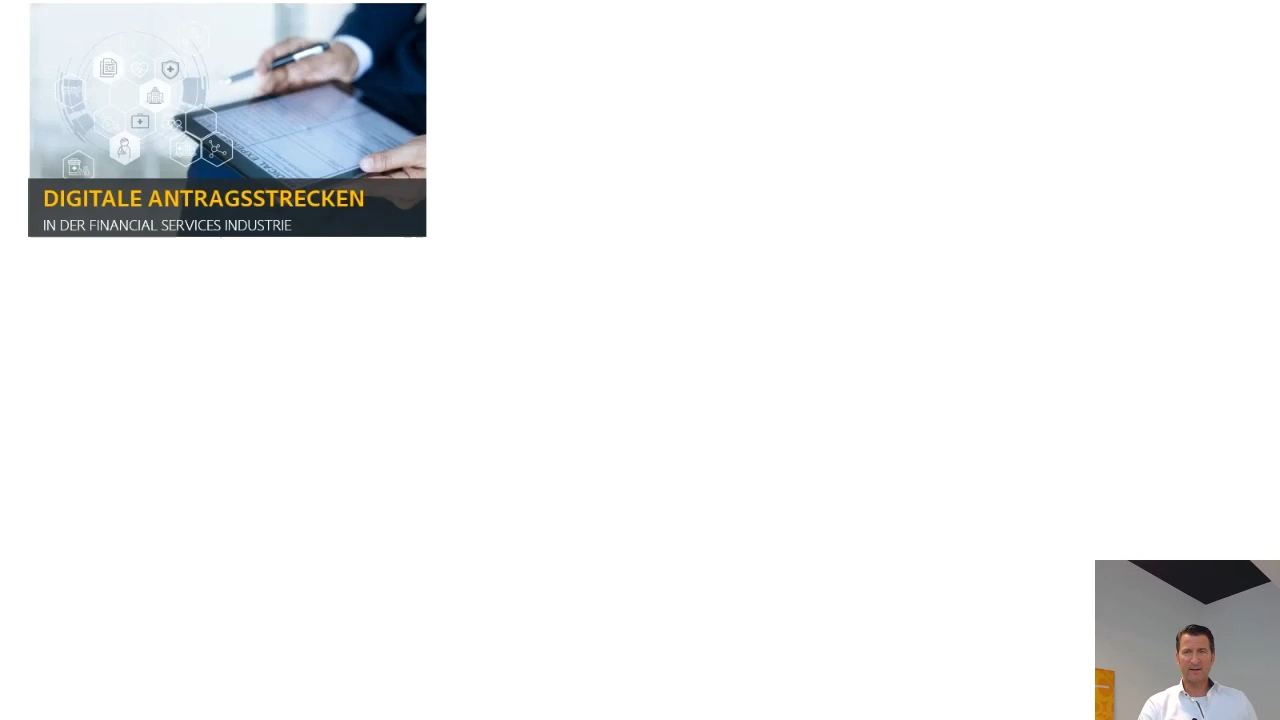 DIGITALE ANTRAGSSTRECKEN
IN DER FINANCIAL SERVICES INDUSTRIE